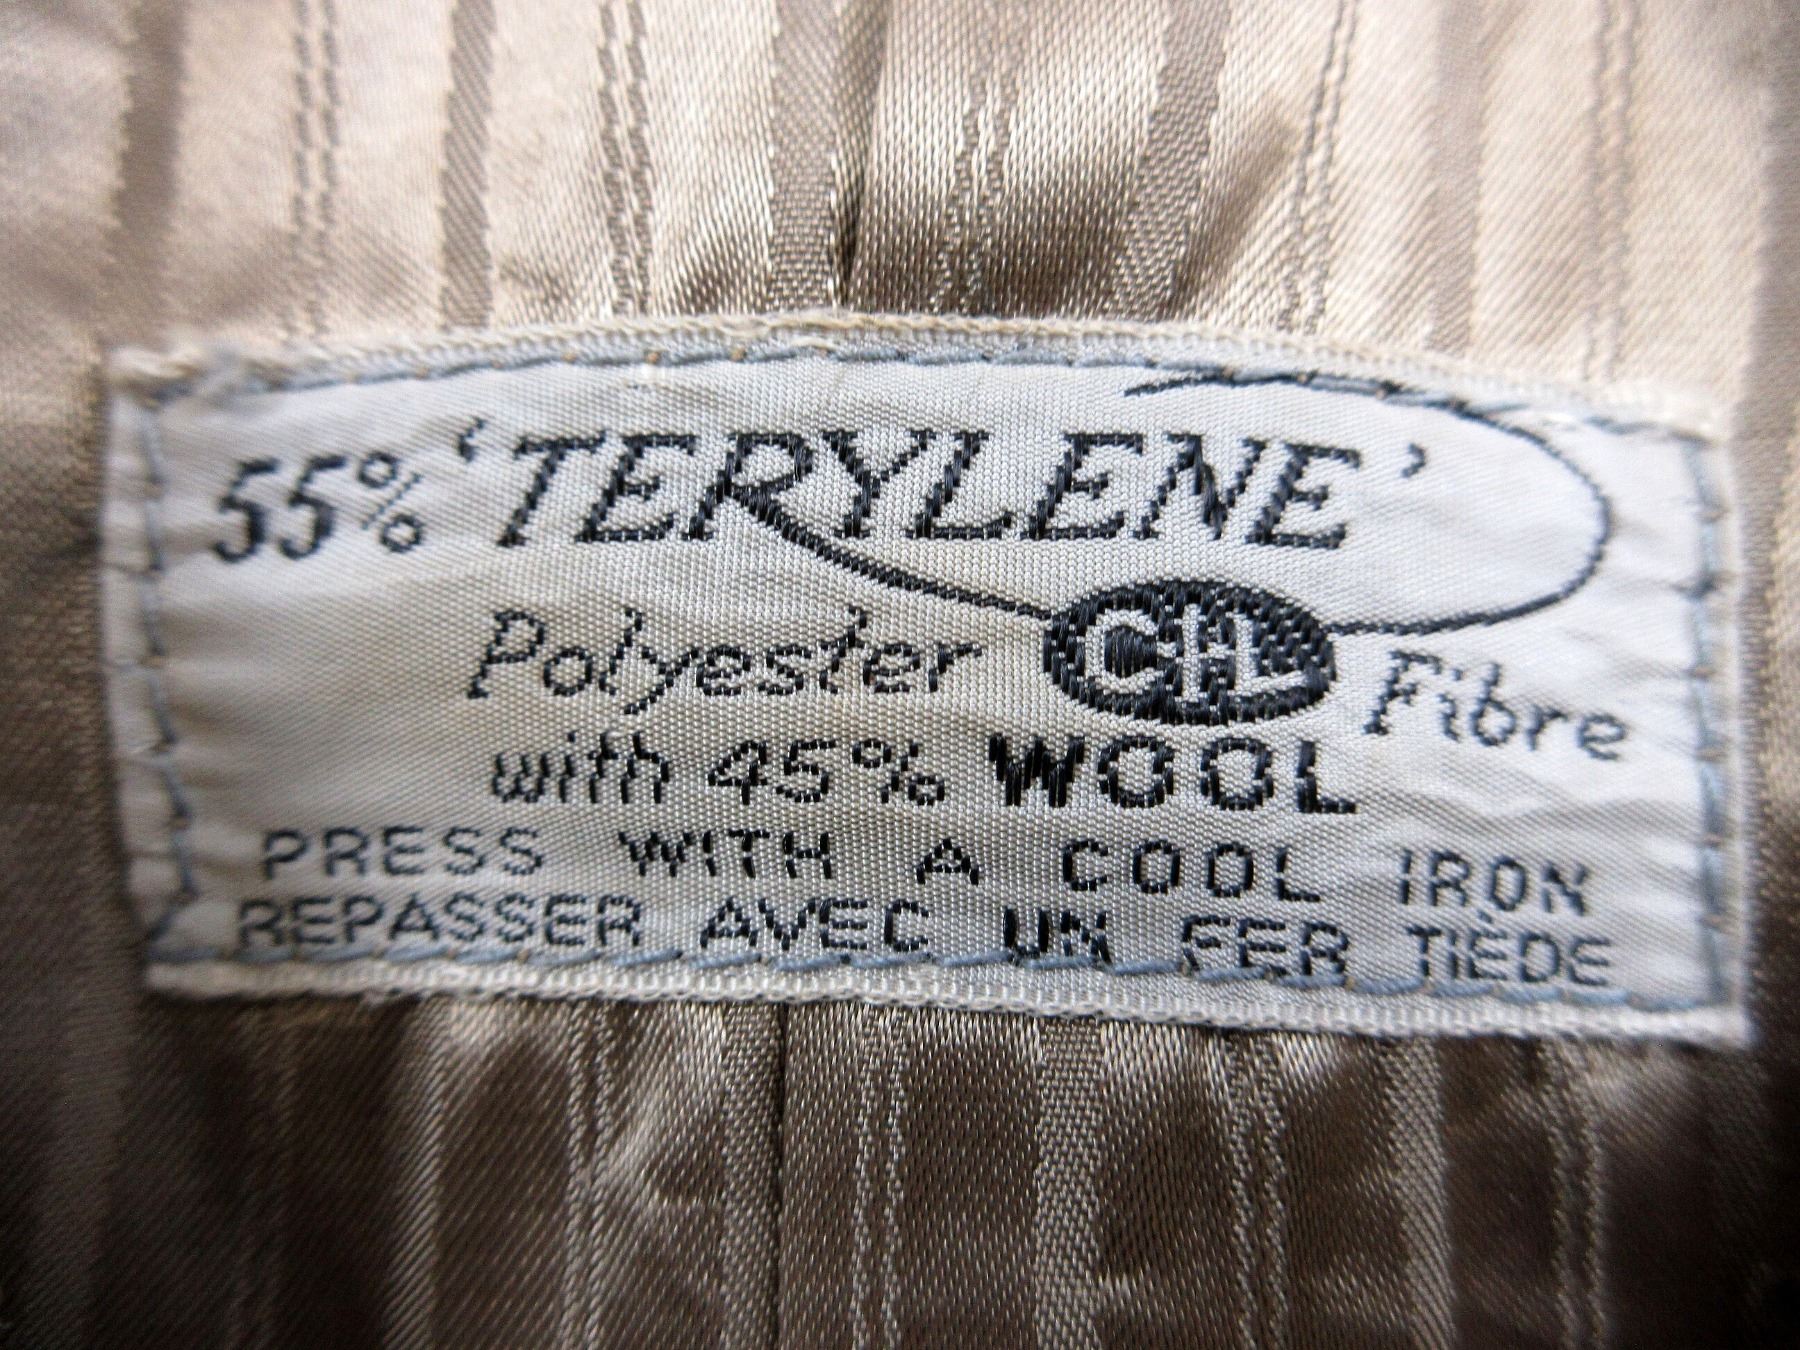 55% 'TERYLENE'
Polyester CIL Fibre
with 45% WOOL
PRESS WITH A COOL IRON
REPASSER AVEC UN FER TIÈDE